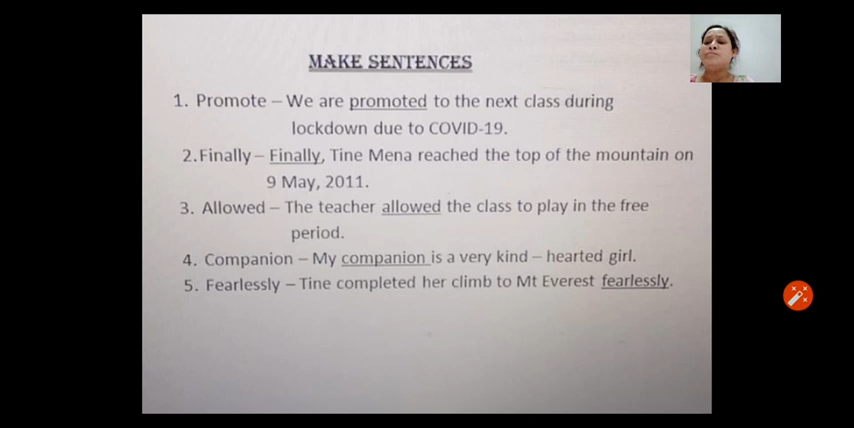 MAKE SENTENCES
1. Promote – We are promoted to the next class during
lockdown due to COVID-19.
2.Finally – Finally, Tine Mena reached the top of the mountain on
9 May, 2011.
3. Allowed – The teacher allowed the class to play in the free
period.
4. Companion – My companion is a very kind – hearted girl.
5. Fearlessly – Tine completed her climb to Mt Everest fearlessly.